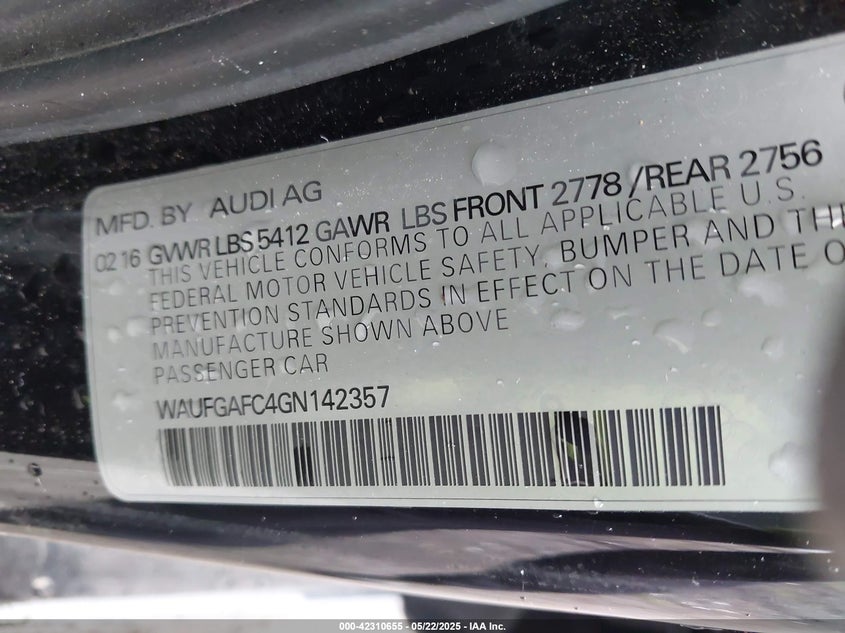 MFD. BY AUDI AG
02 16 GVWR LBS 5412 GAWR LBS FRONT 2778 /REAR 2756
THIS VEHICLE CONFORMS TO ALL APPLICABLE U.S.
FEDERAL MOTOR VEHICLE SAFETY, BUMPER AND THE
PREVENTION STANDARDS IN EFFECT ON THE DATE O
MANUFACTURE SHOWN ABOVE
PASSENGER CAR
WAUFGAFC4GN142357
000-42310655 - 05/22/2025 - IAA Inc.